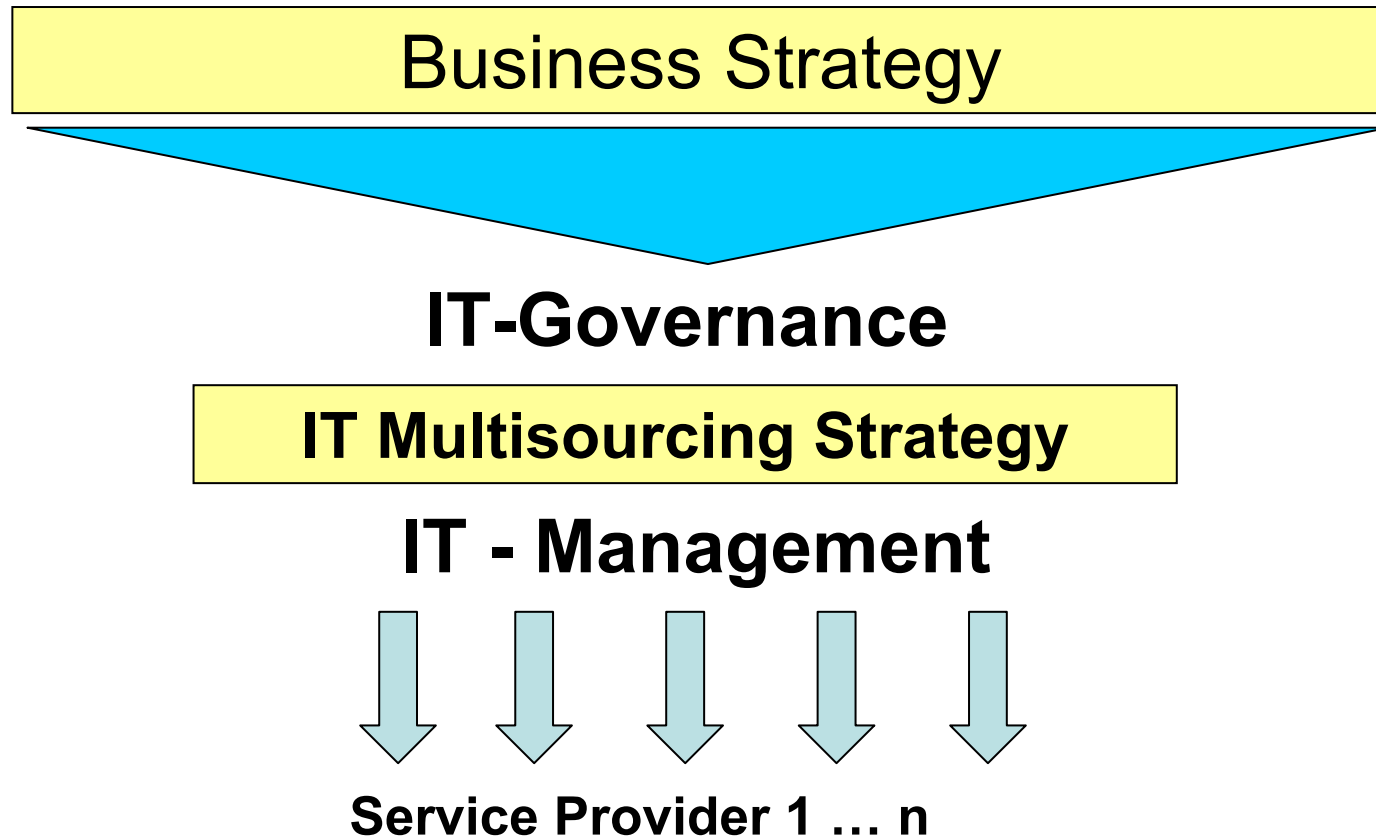 Business Strategy
IT-Governance
IT Multisourcing Strategy
IT - Management
Service Provider 1 … n